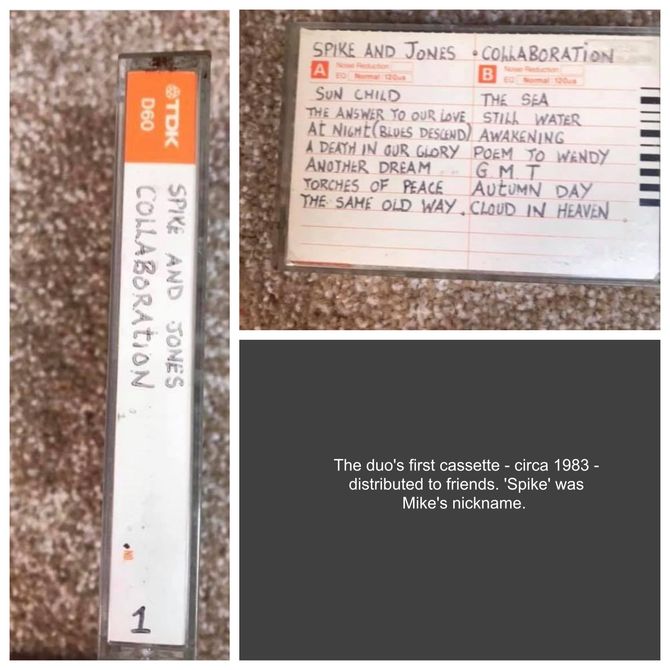 TDK
D60
SPIKE AND JONES
COLLABORATION
1
SPIKE AND JONES • COLLABORATION
A Noise Reduction
EQ Normal 120us
B Noise Reduction
EQ Normal 120us
SUN CHILD
THE ANSWER TO OUR LOVE
At NIGHt (BLUES DESCEND)
A DEATH IN OUR GLORY
ANOTHER DREAM
TORCHES OF PEACE
THE SAME OLD WAY.
THE SEA
STILL WATER
AWAKENING
POEM TO WENDY
G M T
AUTUMN DAY
CLOUD IN HEAVEN
The duo's first cassette - circa 1983 -
distributed to friends. 'Spike' was
Mike's nickname.